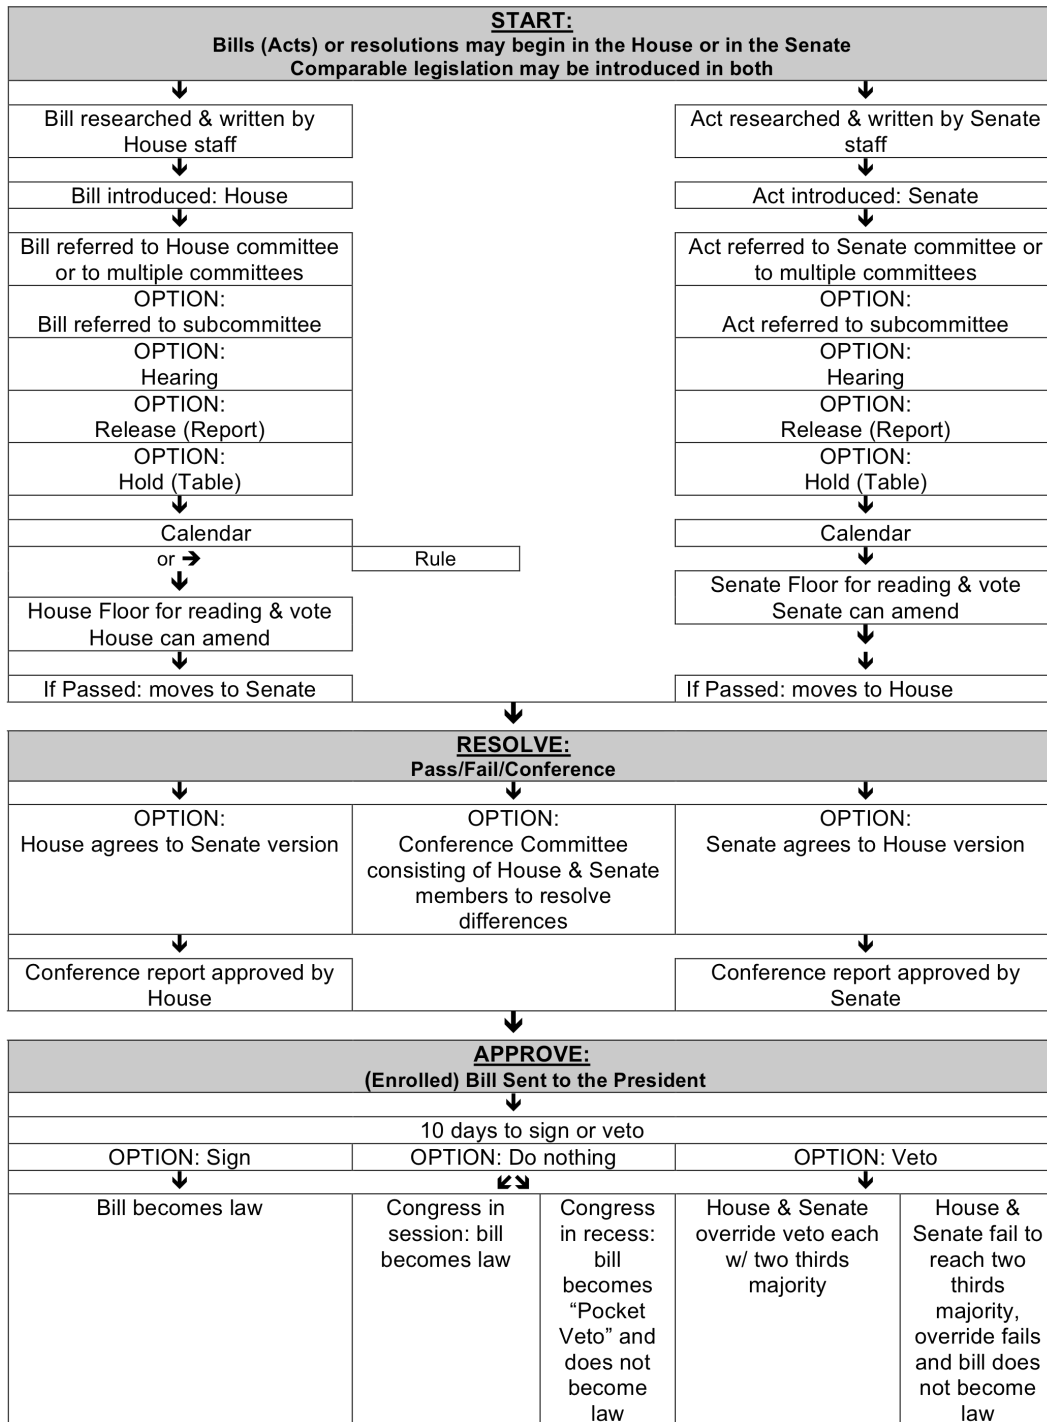 START:
Bills (Acts) or resolutions may begin in the House or in the Senate
Comparable legislation may be introduced in both
Bill researched & written by
House staff
Act researched & written by Senate
staff
Bill introduced: House
Act introduced: Senate
Bill referred to House committee
or to multiple committees
Act referred to Senate committee or
to multiple committees
OPTION:
Bill referred to subcommittee
OPTION:
Act referred to subcommittee
OPTION:
Hearing
OPTION:
Hearing
OPTION:
Release (Report)
OPTION:
Release (Report)
OPTION:
Hold (Table)
OPTION:
Hold (Table)
Calendar
Calendar
or ➔
Rule
House Floor for reading & vote
House can amend
Senate Floor for reading & vote
Senate can amend
If Passed: moves to Senate
If Passed: moves to House
RESOLVE:
Pass/Fail/Conference
OPTION:
House agrees to Senate version
OPTION:
Conference Committee
consisting of House & Senate
members to resolve
differences
OPTION:
Senate agrees to House version
Conference report approved by
House
Conference report approved by
Senate
APPROVE:
(Enrolled) Bill Sent to the President
10 days to sign or veto
OPTION: Sign
OPTION: Do nothing
OPTION: Veto
Bill becomes law
Congress in
session: bill
becomes law
Congress
in recess:
bill
becomes
“Pocket
Veto” and
does not
become
law
House & Senate
override veto each
w/ two thirds
majority
House &
Senate fail to
reach two
thirds
majority,
override fails
and bill does
not become
law